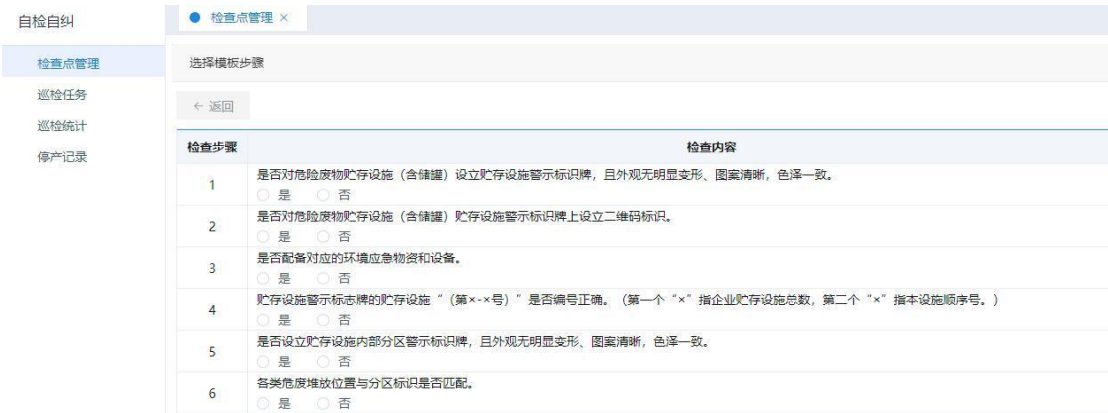 自检自纠
检查点管理 ×
检查点管理
巡检任务
巡检统计
停产记录
选择模板步骤
← 返回
检查步骤 检查内容
1 是否对危险废物贮存设施（含储罐）设立贮存设施警示标识牌，且外观无明显变形、图案清晰，色泽一致。
是 否
2 是否对危险废物贮存设施（含储罐）贮存设施警示标识牌上设立二维码标识。
是 否
3 是否配备对应的环境应急物资和设备。
是 否
4 贮存设施警示标志牌的贮存设施“（第×-×号）”是否编号正确。（第一个“×”指企业贮存设施总数，第二个“×”指本设施顺序号。）
是 否
5 是否设立贮存设施内部分区警示标识牌，且外观无明显变形、图案清晰，色泽一致。
是 否
6 各类危废堆放位置与分区标识是否匹配。
是 否